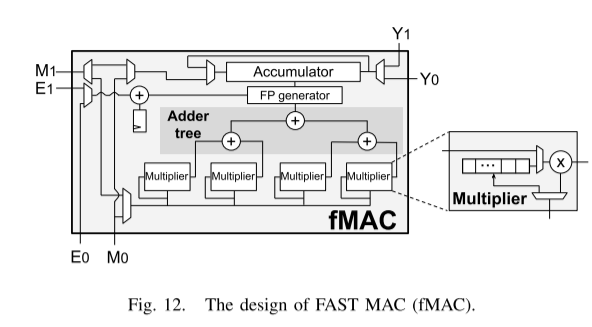 Y1
M1
Accumulator
Y0
E1
FP generator
+
Adder
tree
+
+
+
Multiplier
Multiplier
Multiplier
Multiplier
...
X
Multiplier
fMAC
E0
M0
Fig. 12. The design of FAST MAC (fMAC).